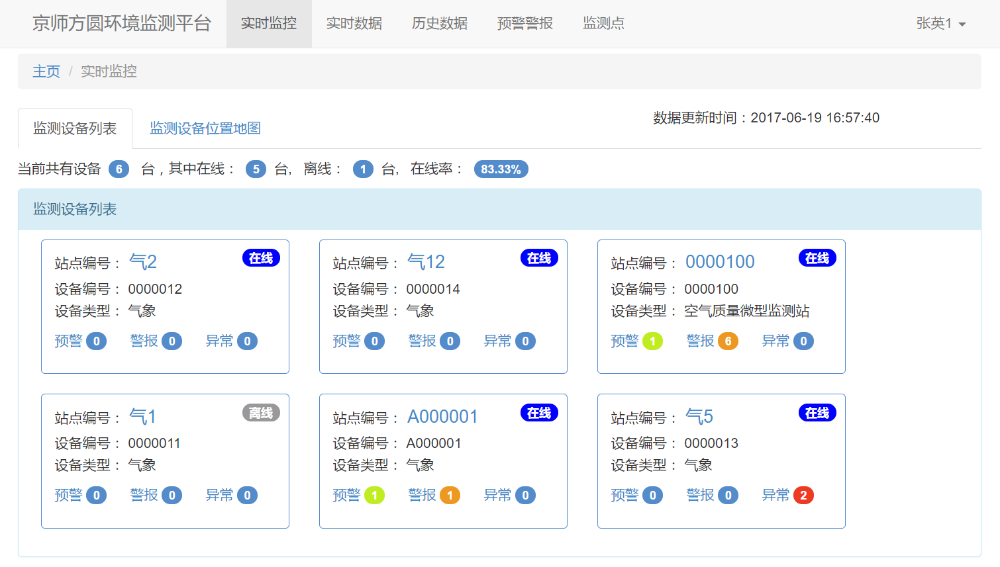 京师方圆环境监测平台 实时监控 实时数据 历史数据 预警警报 监测点 张英1
主页 / 实时监控
监测设备列表 监测设备位置地图 数据更新时间：2017-06-19 16:57:40
当前共有设备 6 台，其中在线： 5 台, 离线： 1 台, 在线率： 83.33%
监测设备列表
站点编号： 气2 在线
设备编号： 0000012
设备类型： 气象
预警 0 警报 0 异常 0
站点编号： 气12 在线
设备编号： 0000014
设备类型： 气象
预警 0 警报 0 异常 0
站点编号： 0000100 在线
设备编号： 0000100
设备类型： 空气质量微型监测站
预警 1 警报 6 异常 0
站点编号： 气1 离线
设备编号： 0000011
设备类型： 气象
预警 0 警报 0 异常 0
站点编号： A000001 在线
设备编号： A000001
设备类型： 气象
预警 1 警报 1 异常 0
站点编号： 气5 在线
设备编号： 0000013
设备类型： 气象
预警 0 警报 0 异常 2